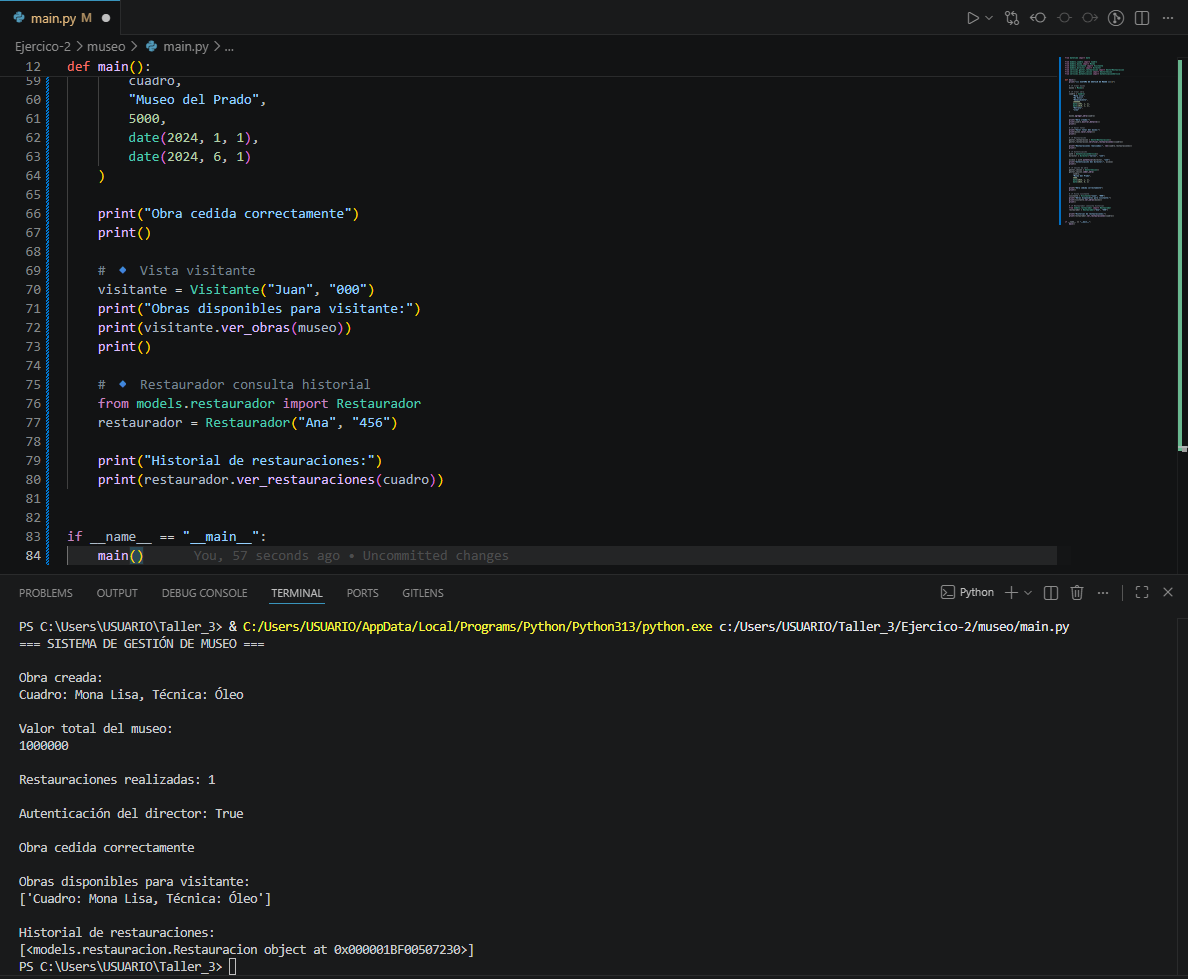 main.py M
Ejercico-2 > museo > main.py > ...
12 def main():
59 cuadro,
60 "Museo del Prado",
61 5000,
62 date(2024, 1, 1),
63 date(2024, 6, 1)
64 )
65
66 print("Obra cedida correctamente")
67 print()
68
69 # 🔹 Vista visitante
70 visitante = Visitante("Juan", "000")
71 print("Obras disponibles para visitante:")
72 print(visitante.ver_obras(museo))
73 print()
74
75 # 🔹 Restaurador consulta historial
76 from models.restaurador import Restaurador
77 restaurador = Restaurador("Ana", "456")
78
79 print("Historial de restauraciones:")
80 print(restaurador.ver_restauraciones(cuadro))
81
82
83 if __name__ == "__main__":
84 main() You, 57 seconds ago • Uncommitted changes
PROBLEMS OUTPUT DEBUG CONSOLE TERMINAL PORTS GITLENS Python
PS C:\Users\USUARIO\Taller_3> & C:/Users/USUARIO/AppData/Local/Programs/Python/Python313/python.exe c:/Users/USUARIO/Taller_3/Ejercico-2/museo/main.py
=== SISTEMA DE GESTIÓN DE MUSEO ===
Obra creada:
Cuadro: Mona Lisa, Técnica: Óleo
Valor total del museo:
1000000
Restauraciones realizadas: 1
Autenticación del director: True
Obra cedida correctamente
Obras disponibles para visitante:
['Cuadro: Mona Lisa, Técnica: Óleo']
Historial de restauraciones:
[<models.restauracion.Restauracion object at 0x000001BF00507230>]
PS C:\Users\USUARIO\Taller_3>